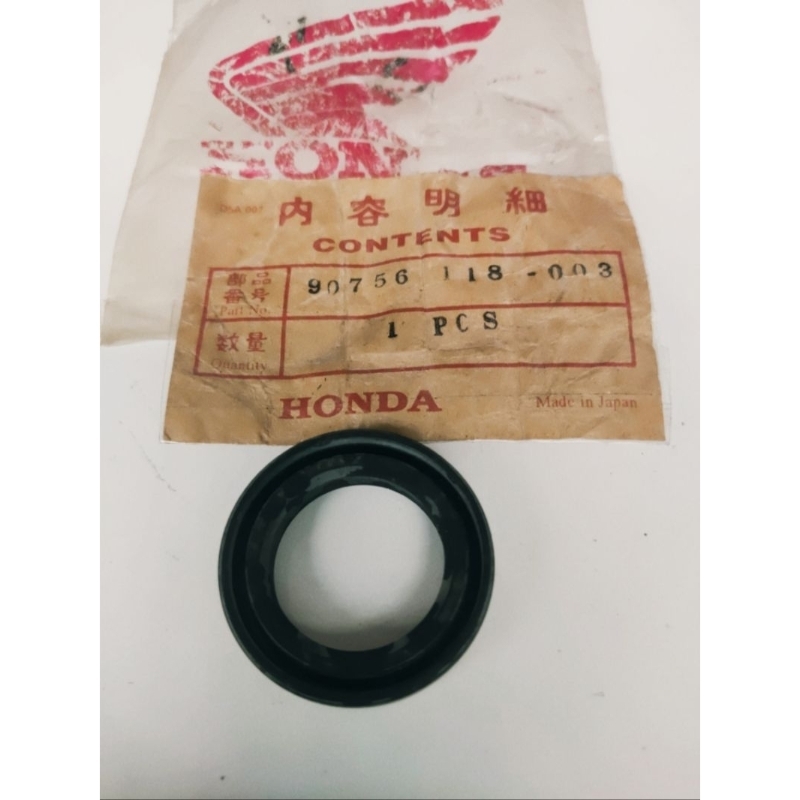 HONDA
内容明細
CONTENTS
部品番号 90756 118-003
Part No.
数量 1 PCS
Quantity
HONDA Made in Japan